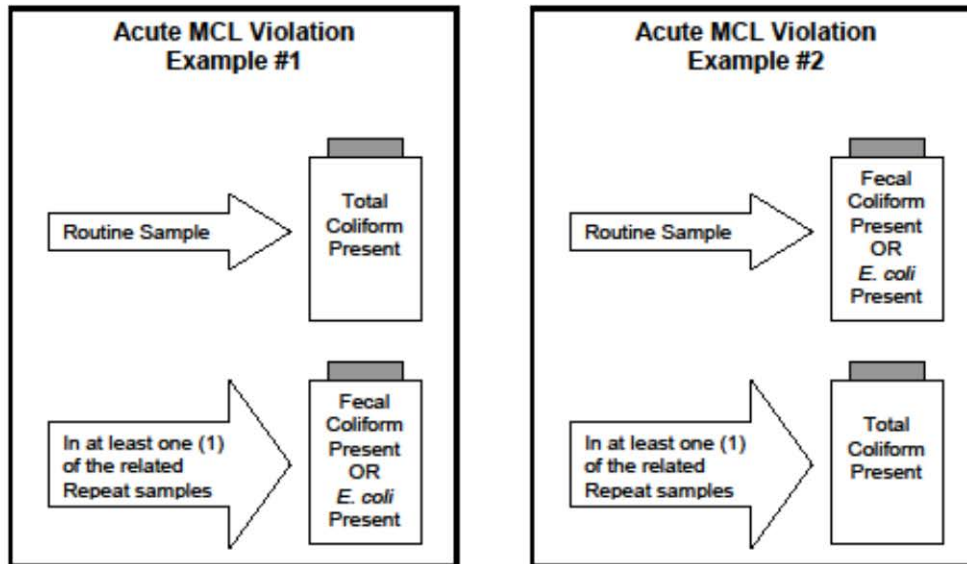 Acute MCL Violation
Example #1
Routine Sample
Total
Coliform
Present
In at least one (1)
of the related
Repeat samples
Fecal
Coliform
Present
OR
E. coli
Present
Acute MCL Violation
Example #2
Routine Sample
Fecal
Coliform
Present
OR
E. coli
Present
In at least one (1)
of the related
Repeat samples
Total
Coliform
Present